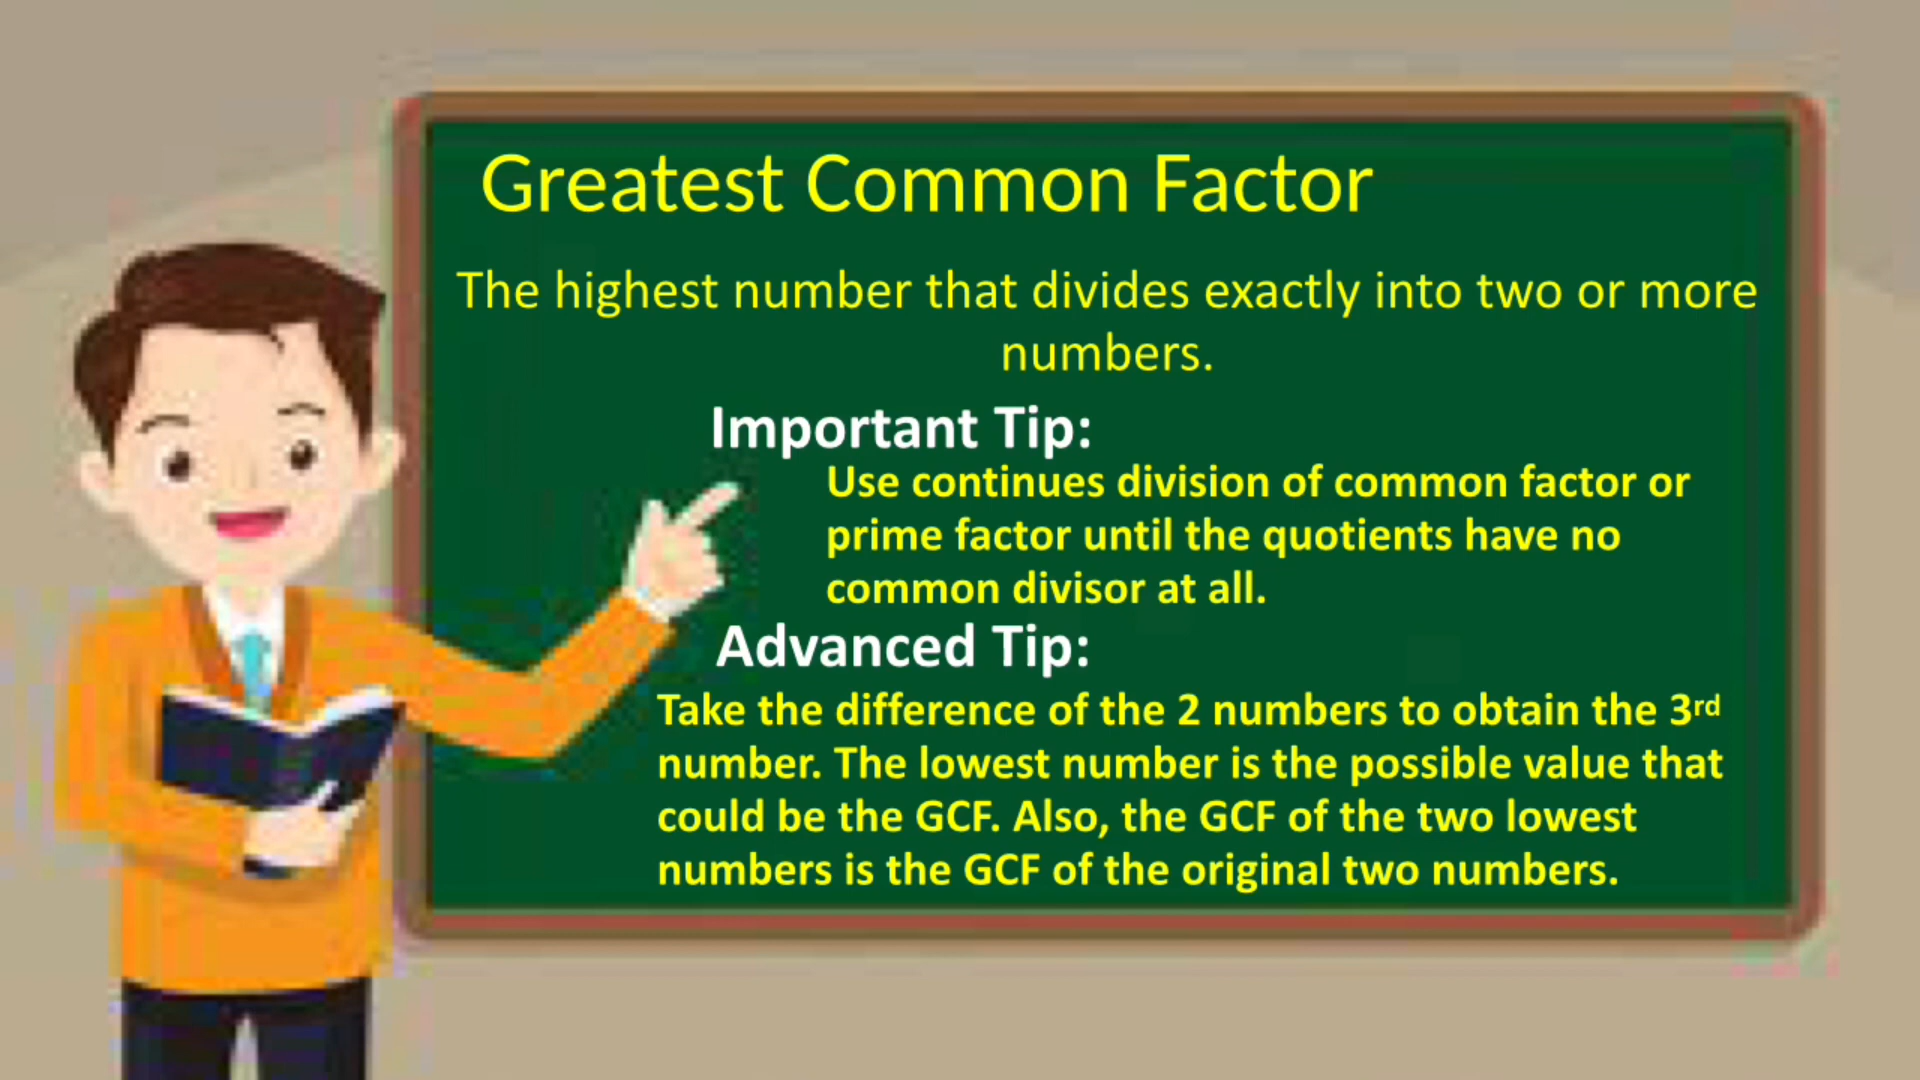 Greatest Common Factor
The highest number that divides exactly into two or more
numbers.
Important Tip:
Use continues division of common factor or
prime factor until the quotients have no
common divisor at all.
Advanced Tip:
Take the difference of the 2 numbers to obtain the 3rd
number. The lowest number is the possible value that
could be the GCF. Also, the GCF of the two lowest
numbers is the GCF of the original two numbers.